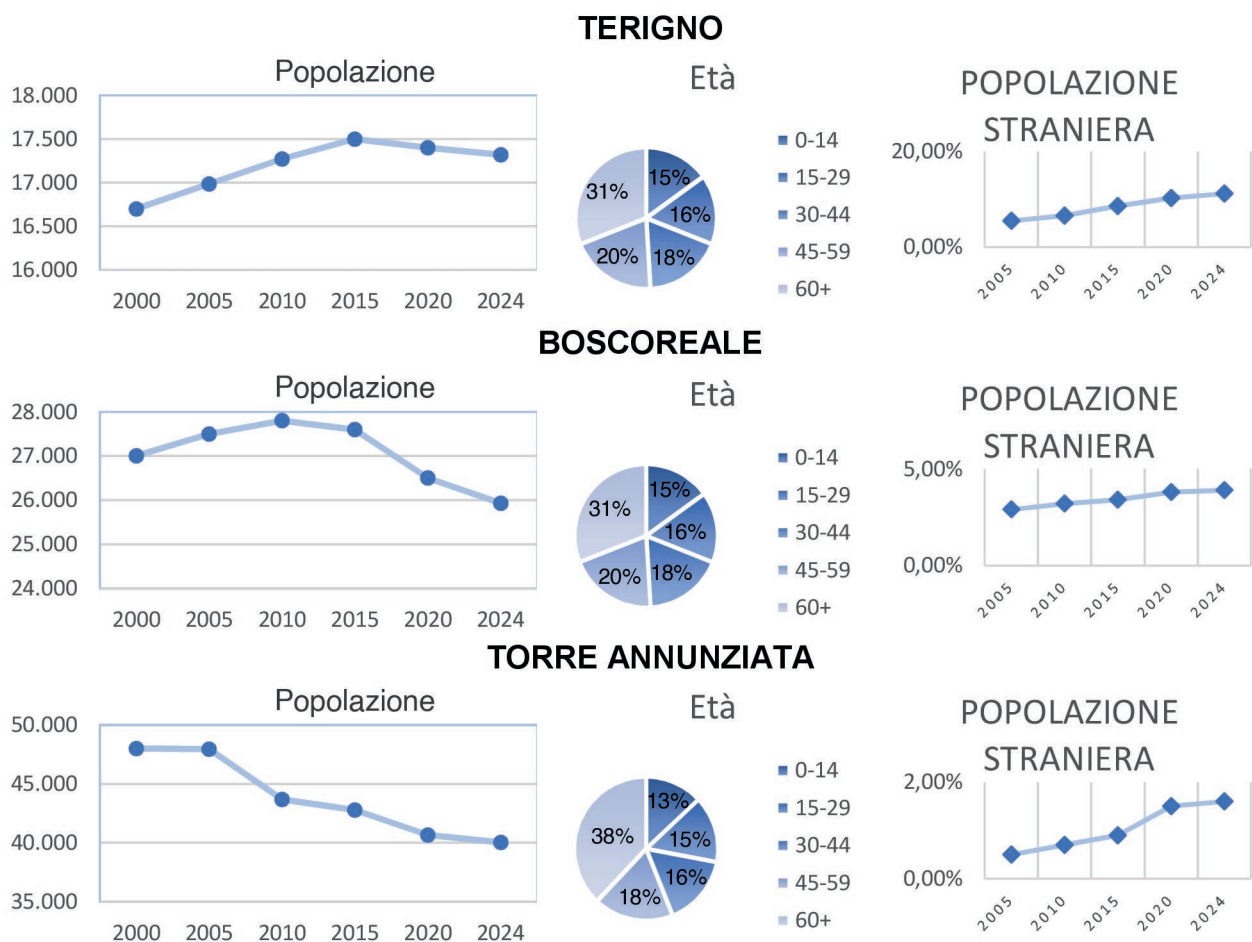 TERIGNO
Popolazione
18.000
17.500
17.000
16.500
16.000
2000 2005 2010 2015 2020 2024
Età
15%
16%
18%
20%
31%
0-14
15-29
30-44
45-59
60+
POPOLAZIONE
STRANIERA
20,00%
0,00%
2005 2010 2015 2020 2024
BOSCOREALE
Popolazione
28.000
27.000
26.000
25.000
24.000
2000 2005 2010 2015 2020 2024
Età
15%
16%
18%
20%
31%
0-14
15-29
30-44
45-59
60+
POPOLAZIONE
STRANIERA
5,00%
0,00%
2005 2010 2015 2020 2024
TORRE ANNUNZIATA
Popolazione
50.000
45.000
40.000
35.000
2000 2005 2010 2015 2020 2024
Età
13%
15%
16%
18%
38%
0-14
15-29
30-44
45-59
60+
POPOLAZIONE
STRANIERA
2,00%
0,00%
2005 2010 2015 2020 2024